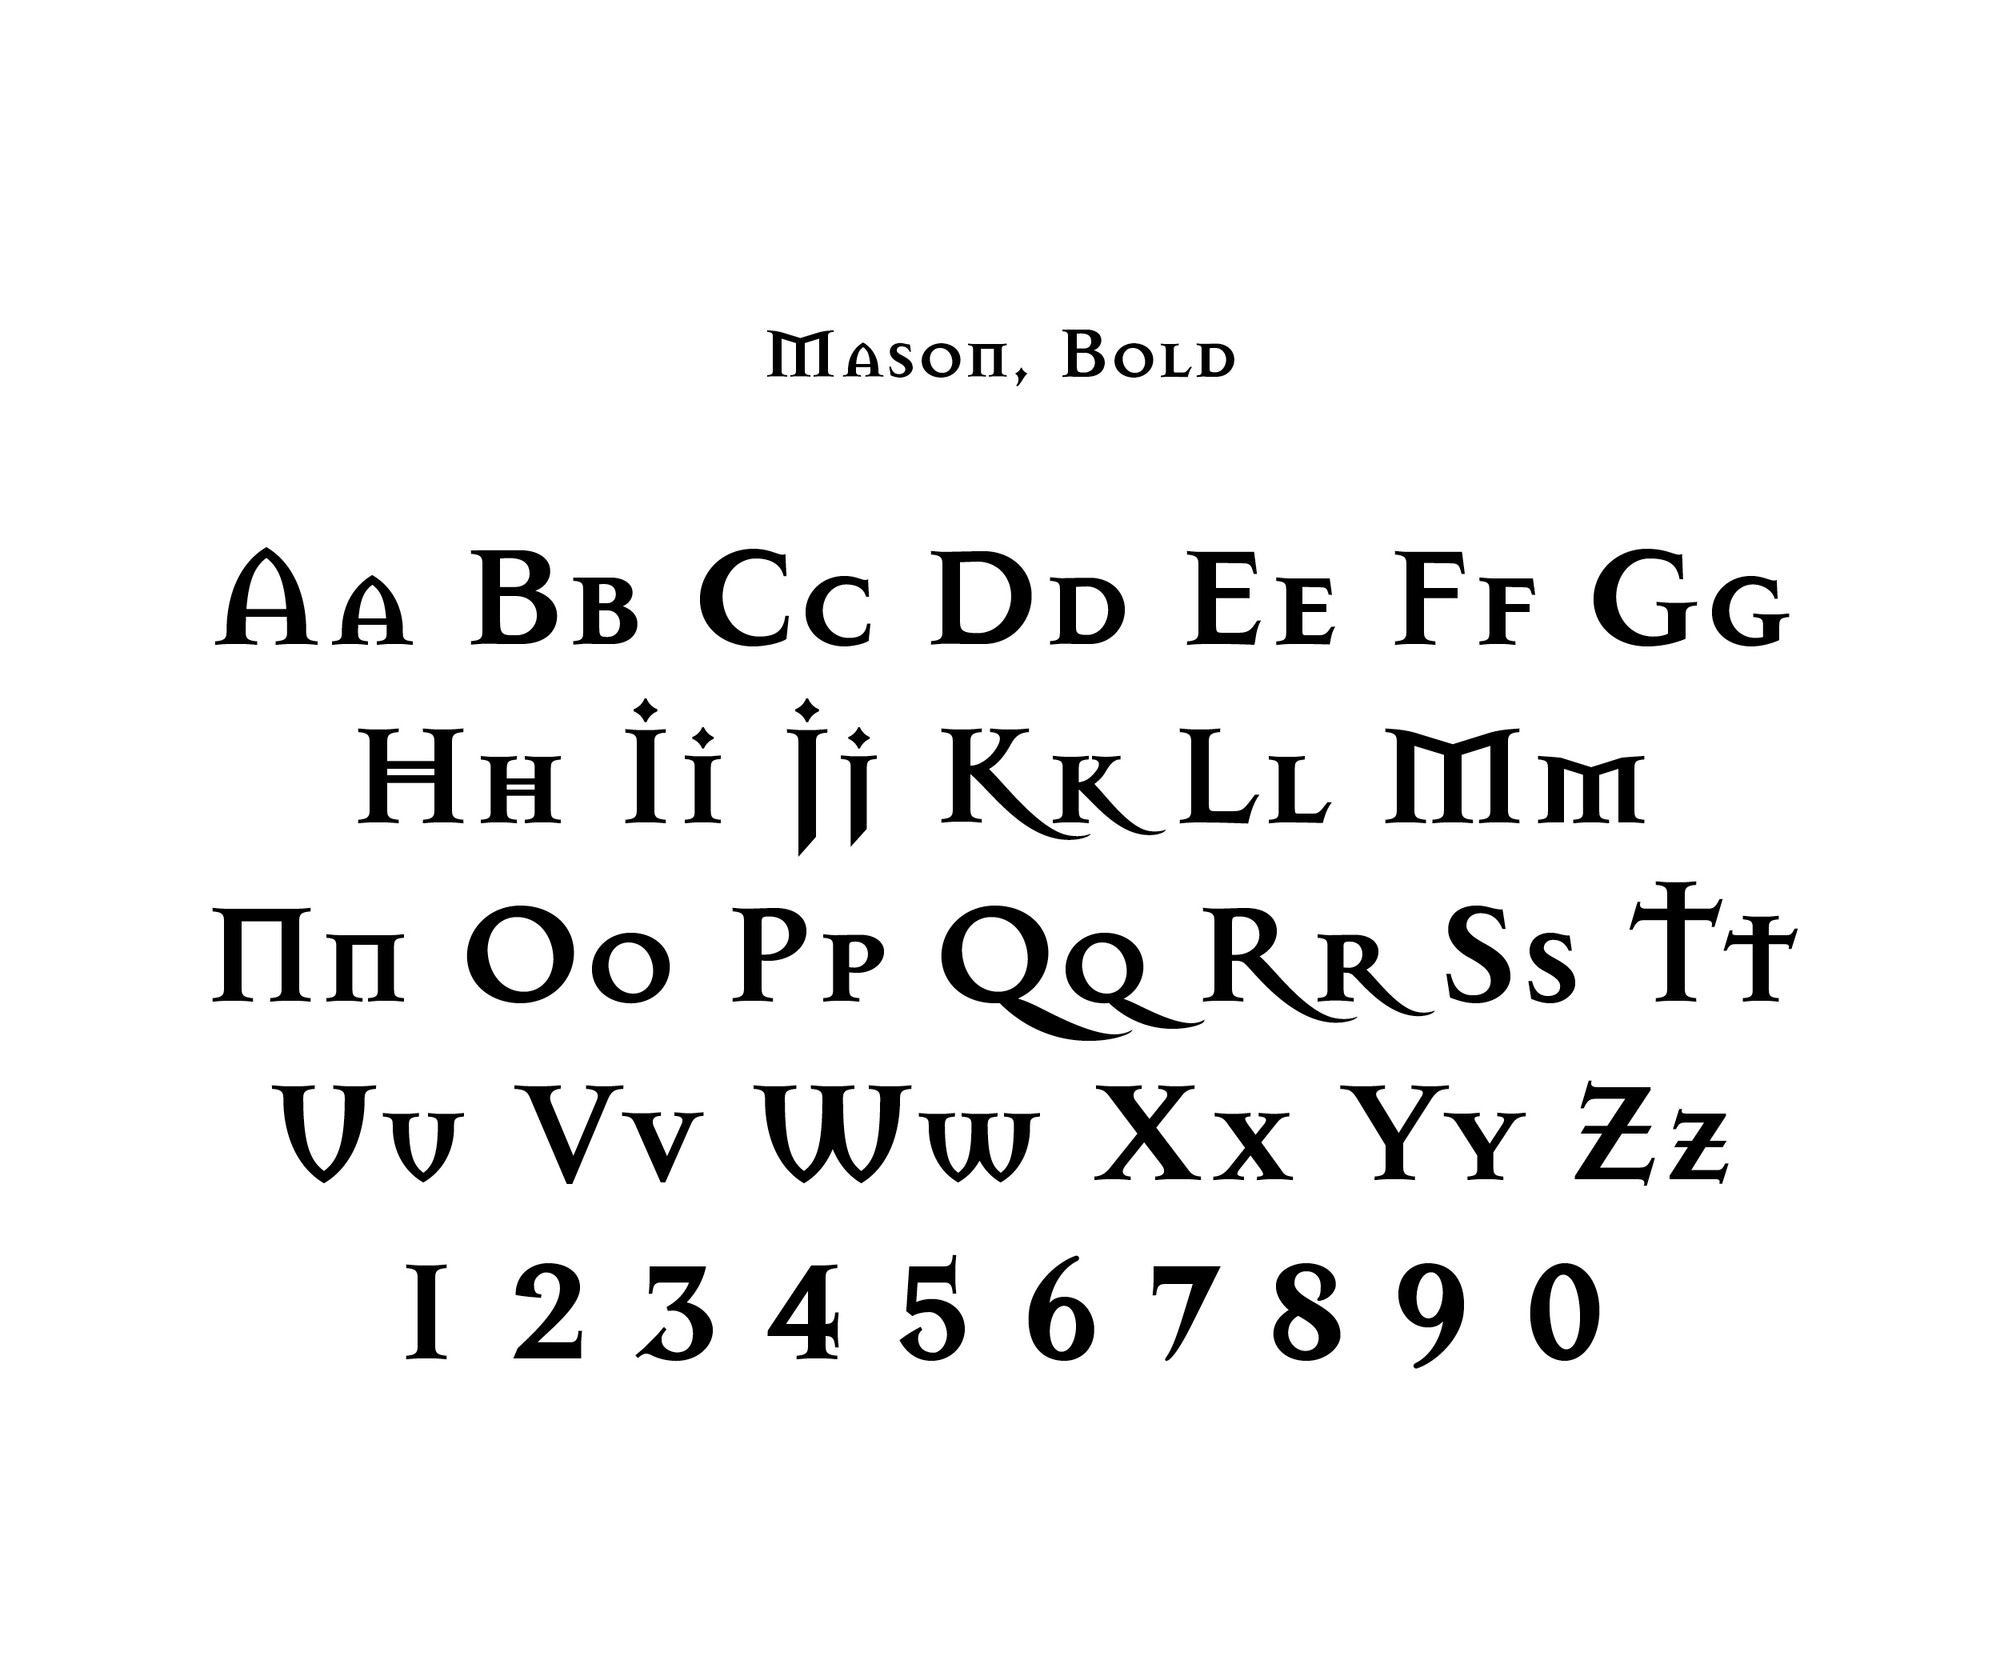 Mason, Bold
Aa Bb Cc Dd Ee Ff Gg
Hh Ii Jj Kk Ll Mm
Nn Oo Pp Qq Rr Ss Tt
Uu Vv Ww Xx Yy Zz
1 2 3 4 5 6 7 8 9 0